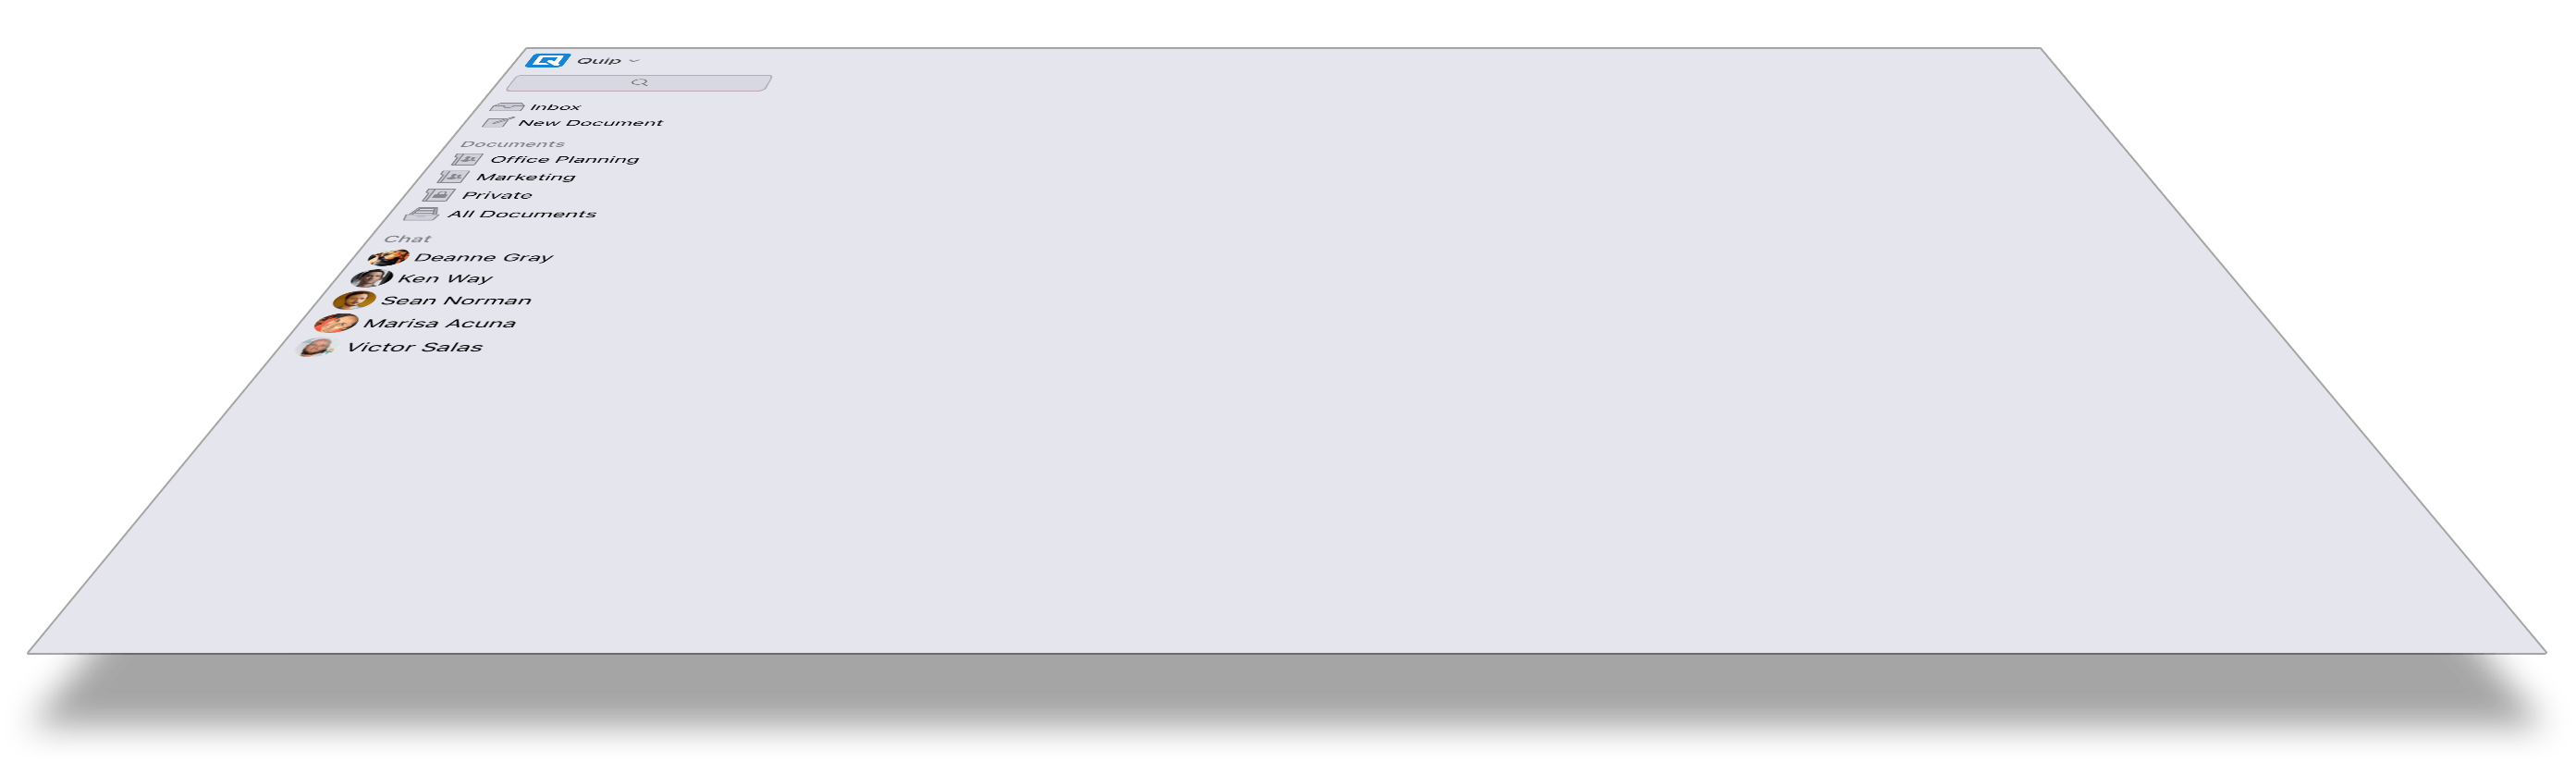 Quip
Inbox
New Document
Documents
Office Planning
Marketing
Private
All Documents
Chat
Deanne Gray
Ken Way
Sean Norman
Marisa Acuna
Victor Salas